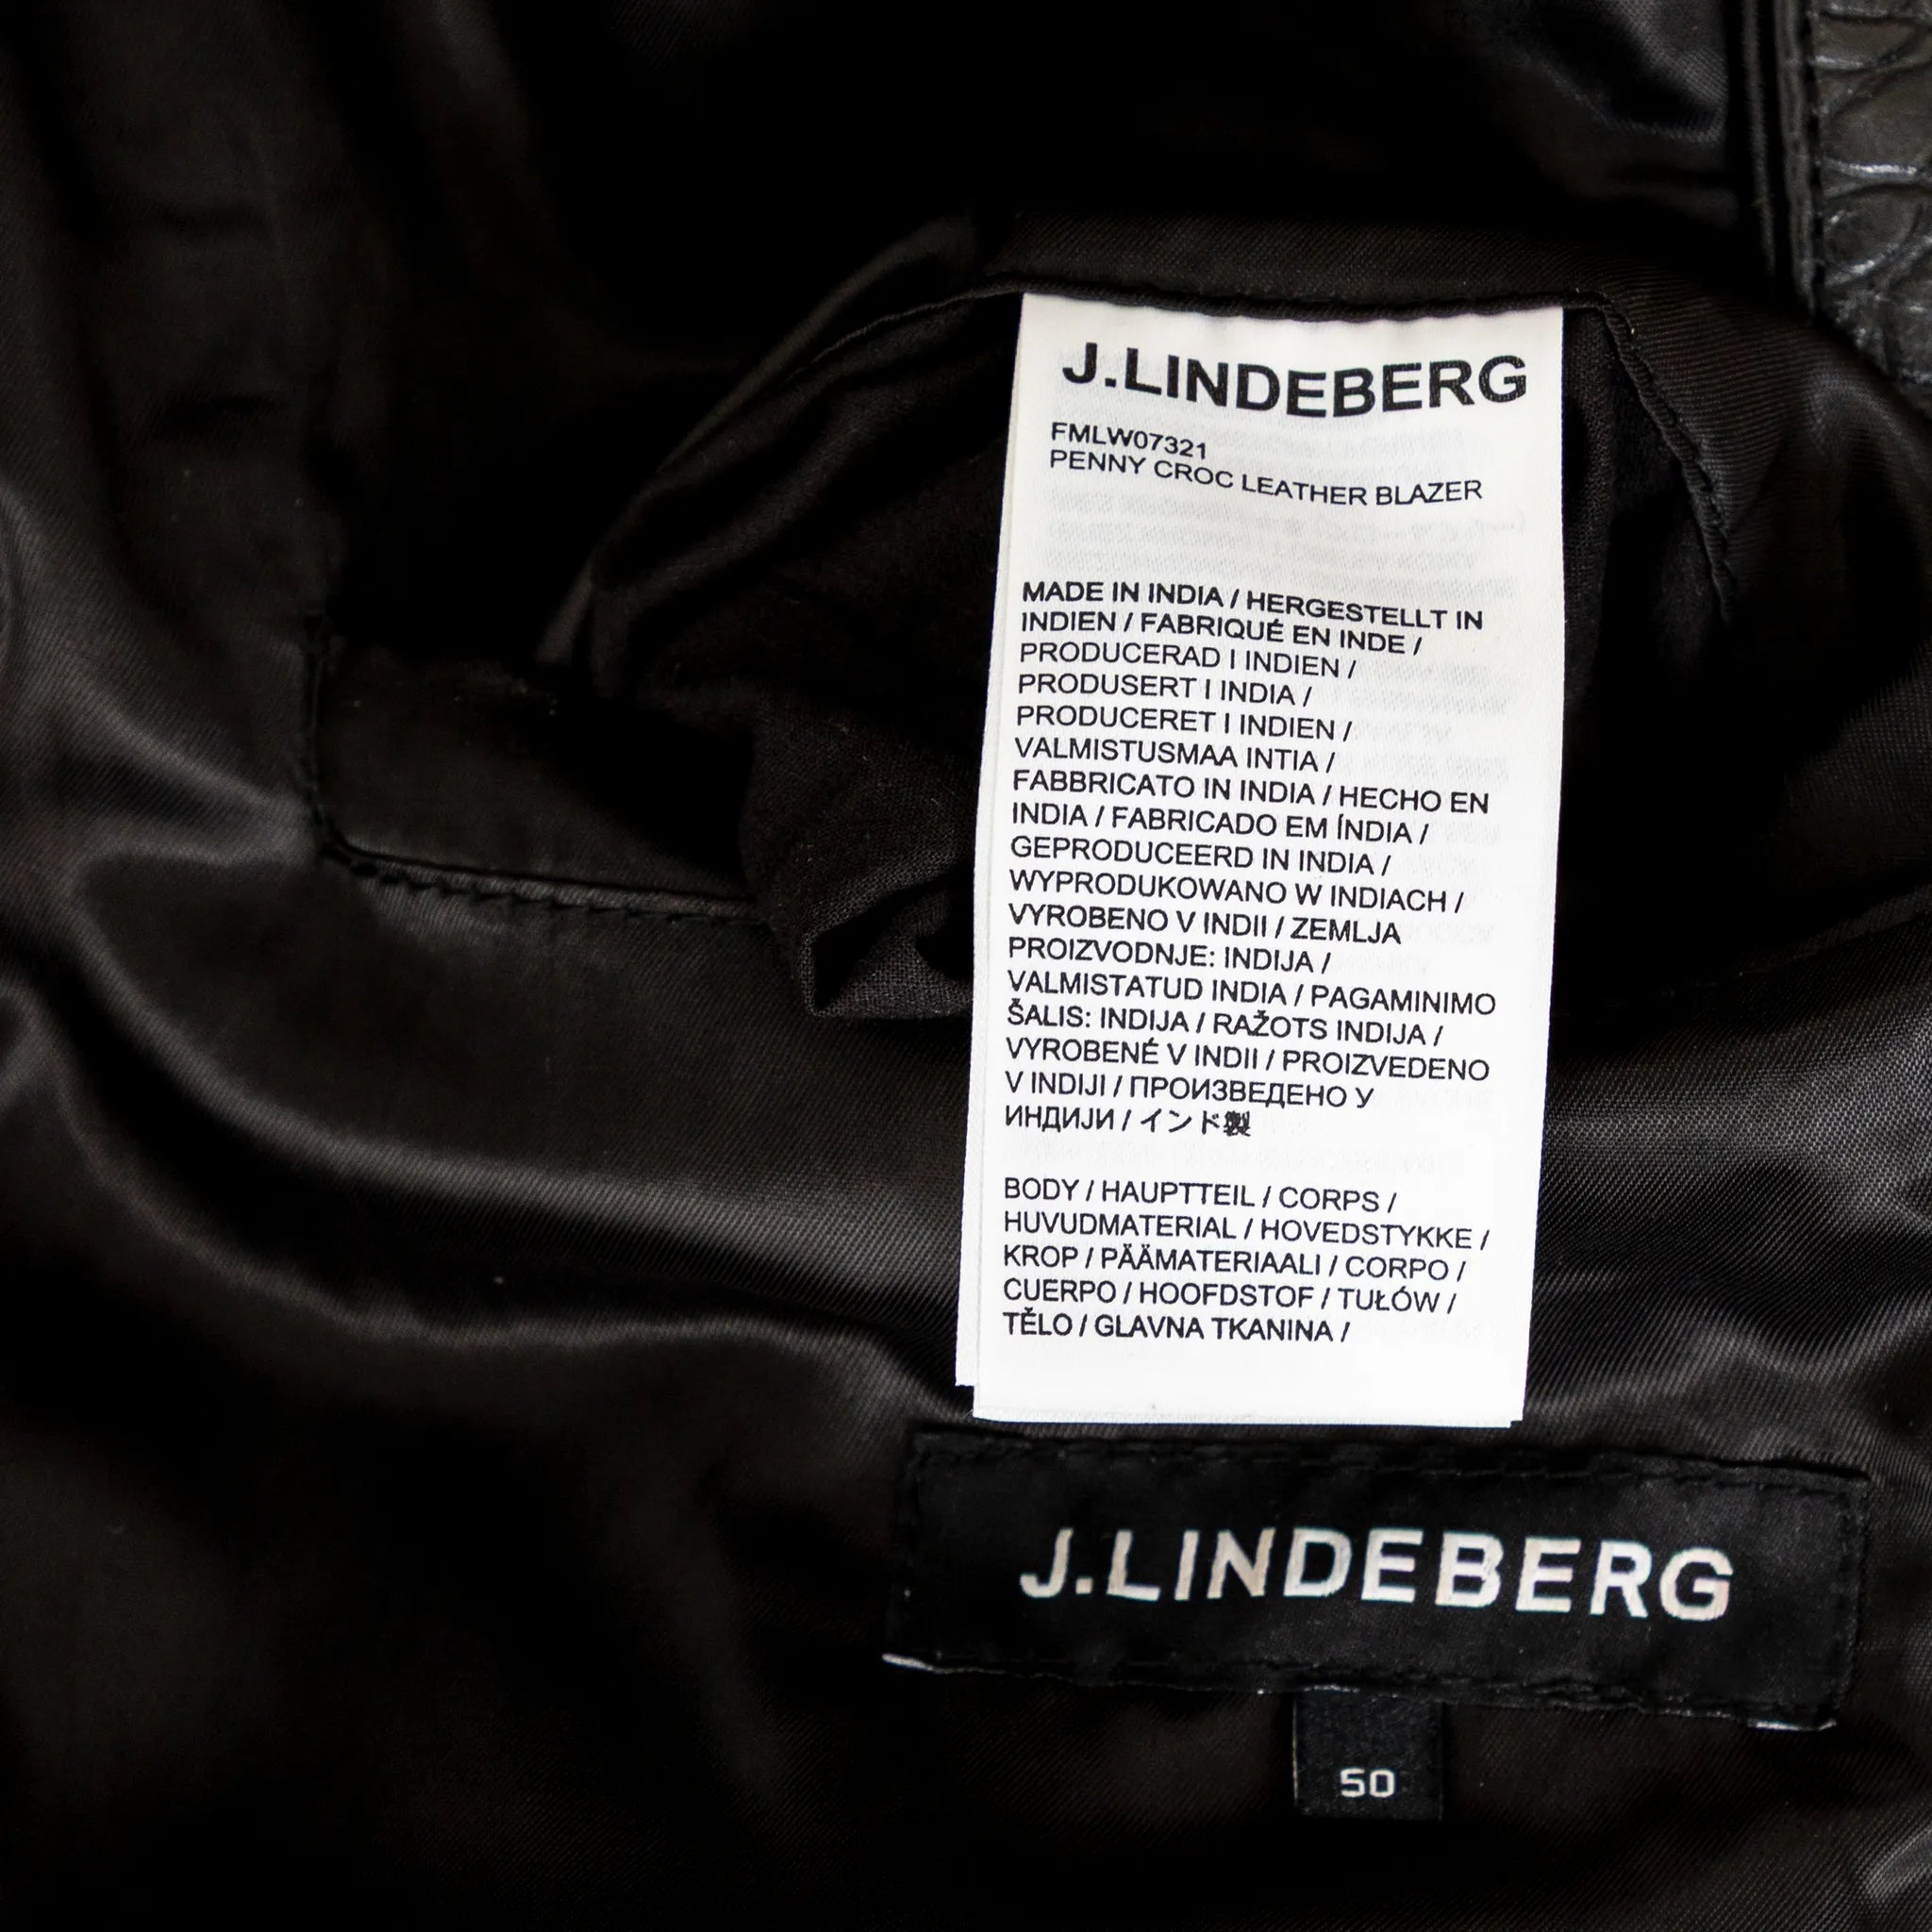 J.LINDEBERG
FMLW07321
PENNY CROC LEATHER BLAZER
MADE IN INDIA / HERGESTELLT IN
INDIEN / FABRIQUÉ EN INDE /
PRODUCERAD I INDIEN /
PRODUSERT I INDIA /
PRODUCERET I INDIEN /
VALMISTUSMAA INTIA /
FABBRICATO IN INDIA / HECHO EN
INDIA / FABRICADO EM ÍNDIA /
GEPRODUCEERD IN INDIA /
WYPRODUKOWANO W INDIACH /
VYROBENO V INDII / ZEMLJA
PROIZVODNJE: INDIJA /
VALMISTATUD INDIA / PAGAMINIMO
ŠALIS: INDIJA / RAŽOTS INDIJA /
VYROBENÉ V INDII / PROIZVEDENO
V INDIJI / ПРОИЗВЕДЕНО У
ИНДИЈИ / インド製
BODY / HAUPTTEIL / CORPS /
HUVUDMATERIAL / HOVEDSTYKKE /
KROP / PÄÄMATERIAALI / CORPO /
CUERPO / HOOFDSTOF / TUŁÓW /
TĚLO / GLAVNA TKANINA /
J.LINDEBERG
50